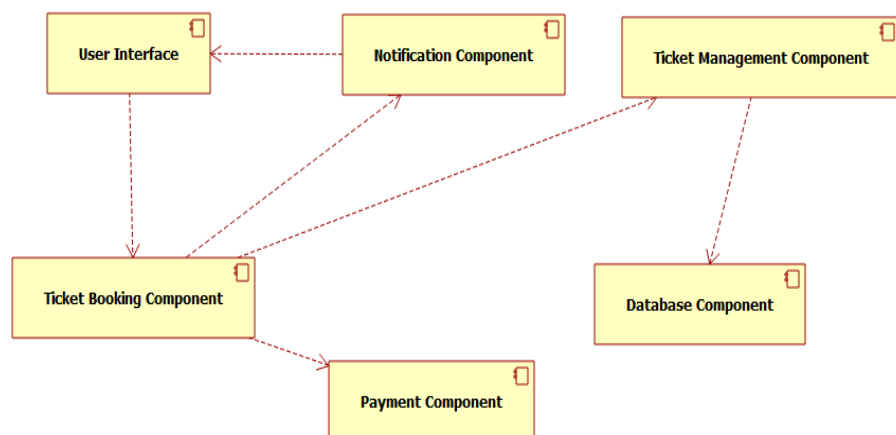 User Interface
Notification Component
Ticket Management Component
Ticket Booking Component
Database Component
Payment Component